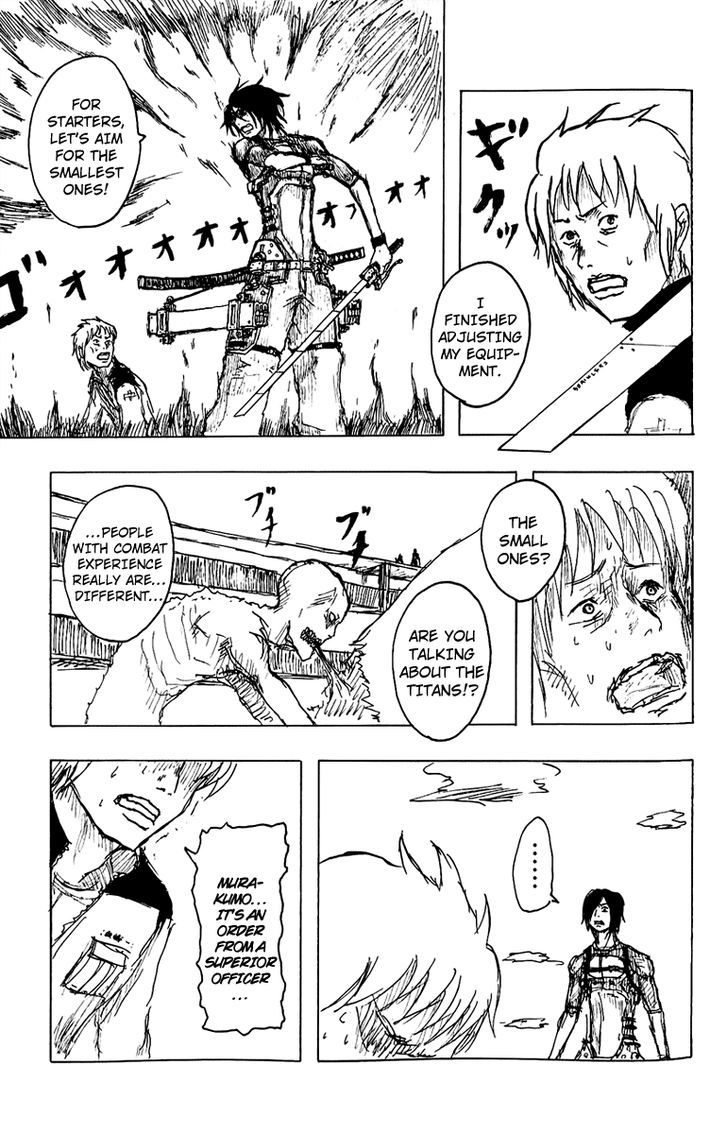 ギクッ
I
FINISHED
ADJUSTING
MY EQUIP-
MENT.
FOR
STARTERS,
LET'S AIM
FOR THE
SMALLEST
ONES!
ゴオオオオオオオオ
THE
SMALL
ONES?
ARE YOU
TALKING
ABOUT THE
TITANS!?
ブチ
ブチ
...PEOPLE
WITH COMBAT
EXPERIENCE
REALLY ARE...
DIFFERENT...
......
MURA-
KUMO...
IT'S AN
ORDER
FROM A
SUPERIOR
OFFICER
...